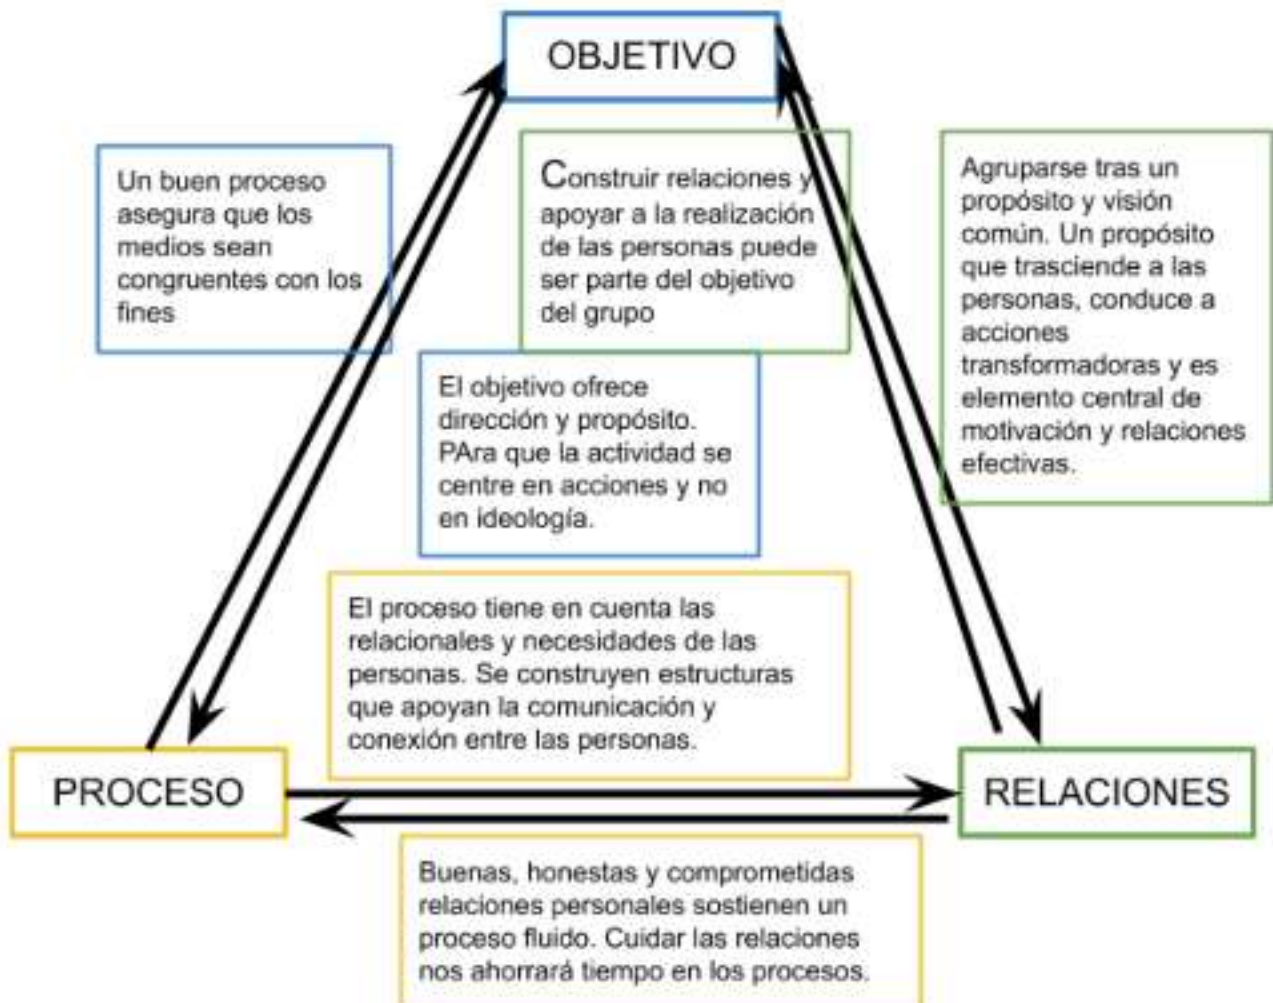 OBJETIVO
Un buen proceso
asegura que los
medios sean
congruentes con los
fines
Construir relaciones y
apoyar a la realización
de las personas puede
ser parte del objetivo
del grupo
Agruparse tras un
propósito y visión
común. Un propósito
que trasciende a las
personas, conduce a
acciones
transformadoras y es
elemento central de
motivación y relaciones
efectivas.
El objetivo ofrece
dirección y propósito.
PAra que la actividad se
centre en acciones y no
en ideología.
El proceso tiene en cuenta las
relacionales y necesidades de las
personas. Se construyen estructuras
que apoyan la comunicación y
conexión entre las personas.
PROCESO
RELACIONES
Buenas, honestas y comprometidas
relaciones personales sostienen un
proceso fluido. Cuidar las relaciones
nos ahorrará tiempo en los procesos.